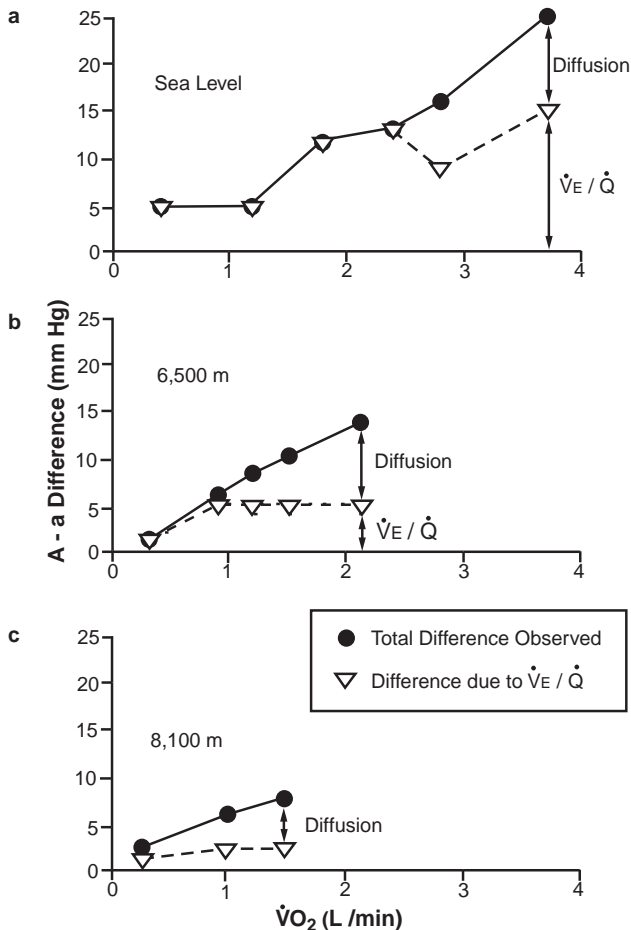 a
25
20
15
10
5
0
Sea Level
Diffusion
V̇E / Q̇
0 1 2 3 4
b
A - a Difference (mm Hg)
25
20
15
10
5
0
6,500 m
Diffusion
V̇E / Q̇
0 1 2 3 4
Total Difference Observed
Difference due to V̇E / Q̇
c
25
20
15
10
5
0
8,100 m
Diffusion
0 1 2 3 4
V̇O₂ (L /min)